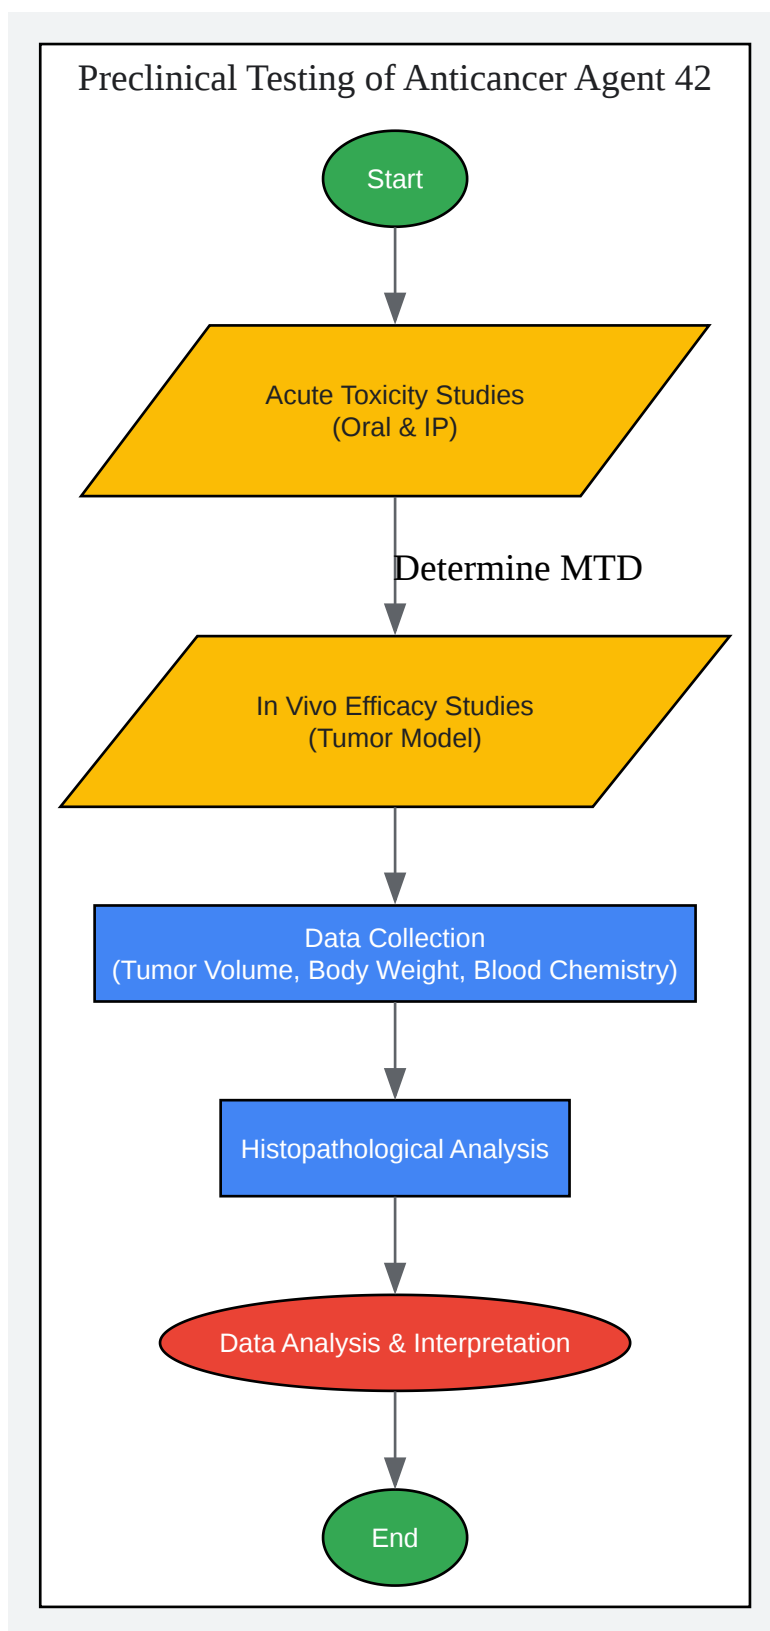 Preclinical Testing of Anticancer Agent 42
Start
Acute Toxicity Studies
(Oral & IP)
Determine MTD
In Vivo Efficacy Studies
(Tumor Model)
Data Collection
(Tumor Volume, Body Weight, Blood Chemistry)
Histopathological Analysis
Data Analysis & Interpretation
End